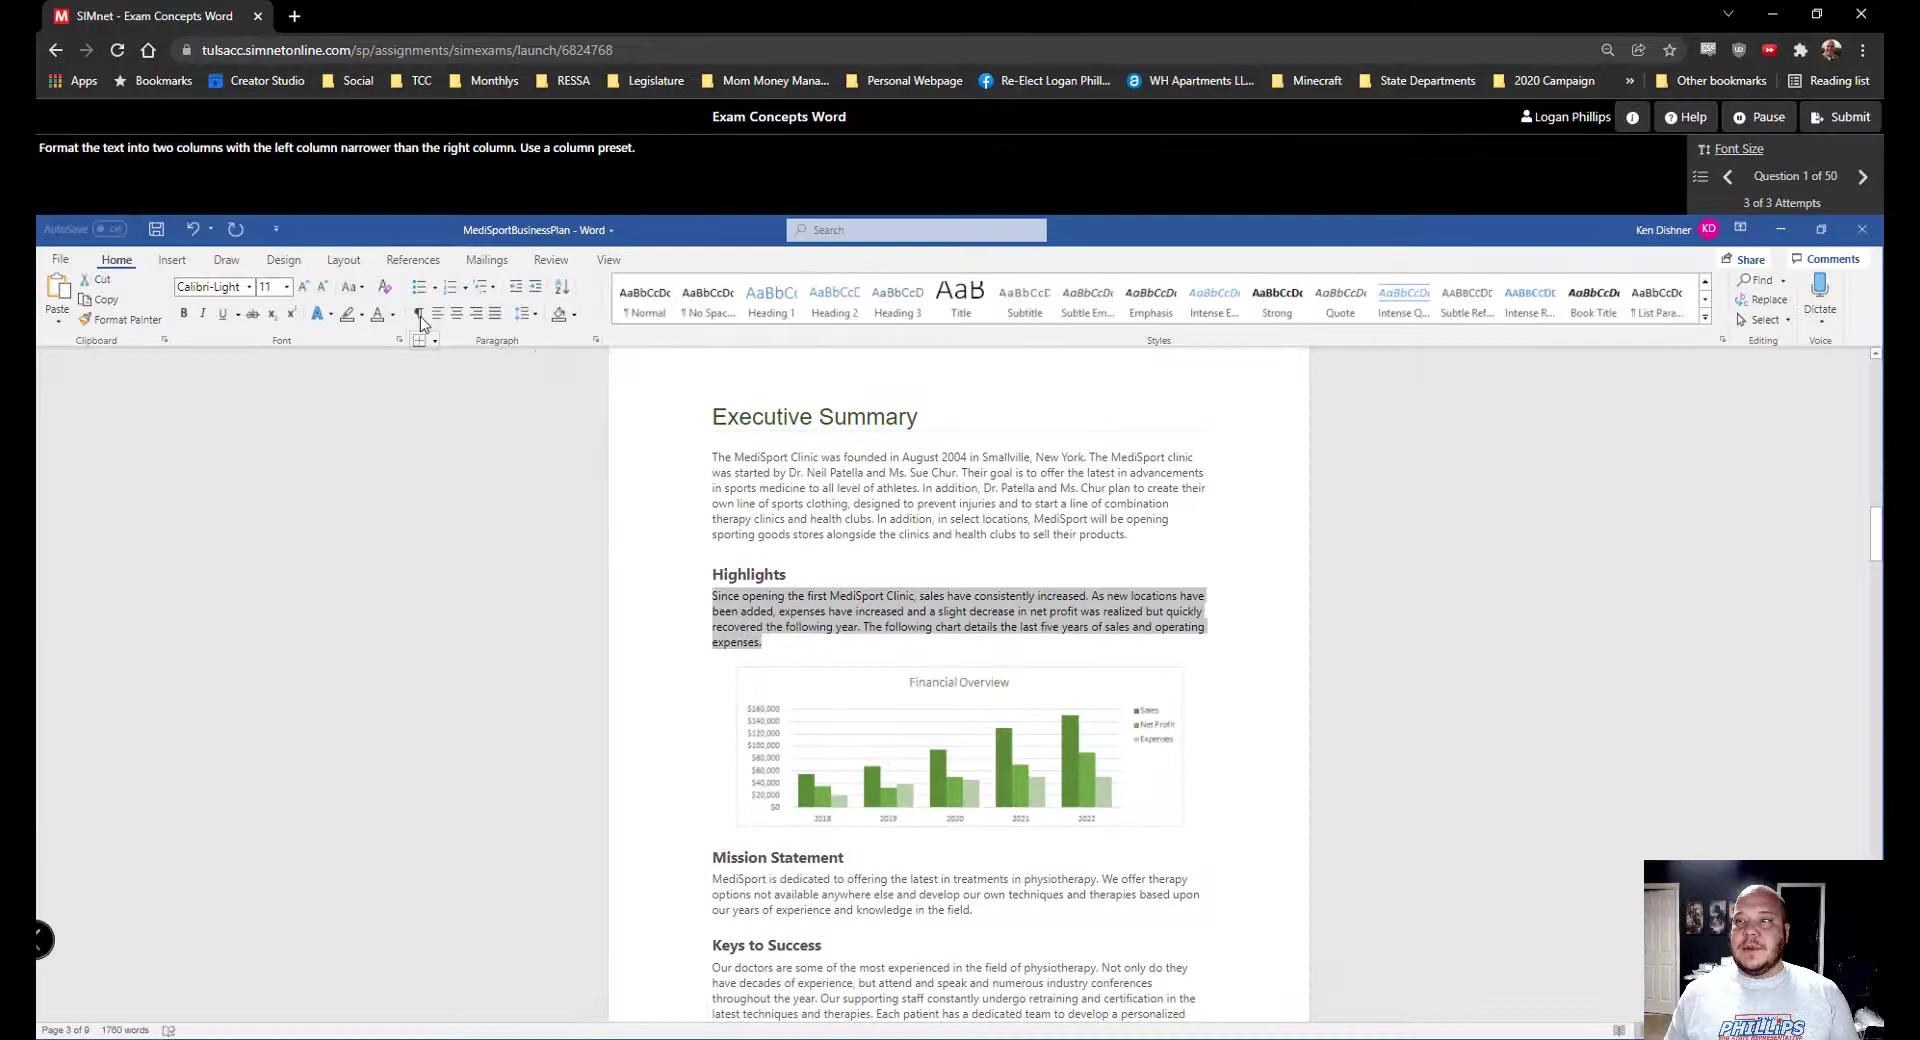 SIMnet - Exam Concepts Word
tulsacc.simnetonline.com/sp/assignments/simexams/launch/6824768
Apps Bookmarks Creator Studio Social TCC Monthlys RESSA Legislature Mom Money Mana... Personal Webpage Re-Elect Logan Phill... WH Apartments LL... Minecraft State Departments 2020 Campaign » Other bookmarks Reading list
Exam Concepts Word
Logan Phillips Help Pause Submit
Format the text into two columns with the left column narrower than the right column. Use a column preset.
Font Size
Question 1 of 50
3 of 3 Attempts
AutoSave Off MediSportBusinessPlan - Word Search Ken Dishner KD
File Home Insert Draw Design Layout References Mailings Review View Share Comments
Cut
Copy
Paste Format Painter
Clipboard
Calibri-Light 11
Font
Paragraph
AaBbCcDc AaBbCcDc AaBbCc AaBbCcE AaBbCcD AaB AaBbCcD AaBbCcDc AaBbCcDc AaBbCcDc AaBbCcDc AaBbCcDc AaBbCcDc AABBCCDC AABBCCDC AaBbCcDc AaBbCcDc
¶ Normal ¶ No Spac... Heading 1 Heading 2 Heading 3 Title Subtitle Subtle Em... Emphasis Intense E... Strong Quote Intense Q... Subtle Ref... Intense R... Book Title ¶ List Para...
Styles
Find
Replace
Select
Editing
Dictate
Voice
Executive Summary
The MediSport Clinic was founded in August 2004 in Smallville, New York. The MediSport clinic
was started by Dr. Neil Patella and Ms. Sue Chur. Their goal is to offer the latest in advancements
in sports medicine to all level of athletes. In addition, Dr. Patella and Ms. Chur plan to create their
own line of sports clothing, designed to prevent injuries and to start a line of combination
therapy clinics and health clubs. In addition, in select locations, MediSport will be opening
sporting goods stores alongside the clinics and health clubs to sell their products.
Highlights
Since opening the first MediSport Clinic, sales have consistently increased. As new locations have
been added, expenses have increased and a slight decrease in net profit was realized but quickly
recovered the following year. The following chart details the last five years of sales and operating
expenses.
Financial Overview
$160,000
$140,000
$120,000
$100,000
$80,000
$60,000
$40,000
$20,000
$0
2018 2019 2020 2021 2022
Sales
Net Profit
Expenses
Mission Statement
MediSport is dedicated to offering the latest in treatments in physiotherapy. We offer therapy
options not available anywhere else and develop our own techniques and therapies based upon
our years of experience and knowledge in the field.
Keys to Success
Our doctors are some of the most experienced in the field of physiotherapy. Not only do they
have decades of experience, but attend and speak and numerous industry conferences
throughout the year. Our supporting staff constantly undergo retraining and certification in the
latest techniques and therapies. Each patient has a dedicated team to develop a personalized
Page 3 of 9 1760 words
PHILLIPS
FOR STATE REPRESENTATIVE